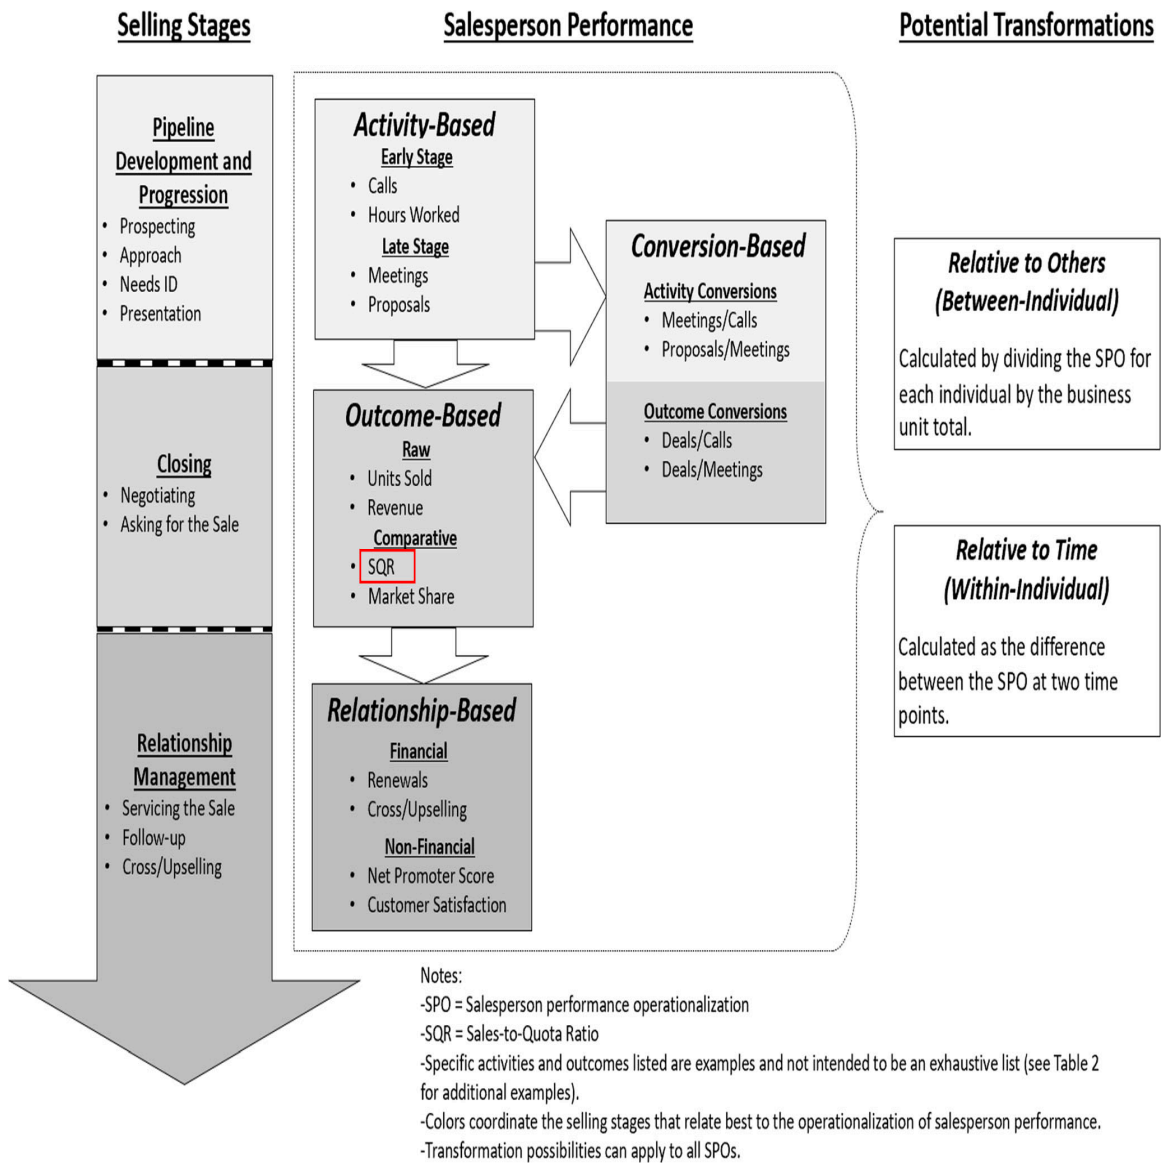 Selling Stages
Salesperson Performance
Potential Transformations
Pipeline
Development and
Progression
• Prospecting
• Approach
• Needs ID
• Presentation
Closing
• Negotiating
• Asking for the Sale
Relationship
Management
• Servicing the Sale
• Follow-up
• Cross/Upselling
Activity-Based
Early Stage
• Calls
• Hours Worked
Late Stage
• Meetings
• Proposals
Conversion-Based
Activity Conversions
• Meetings/Calls
• Proposals/Meetings
Outcome Conversions
• Deals/Calls
• Deals/Meetings
Outcome-Based
Raw
• Units Sold
• Revenue
Comparative
• SQR
• Market Share
Relationship-Based
Financial
• Renewals
• Cross/Upselling
Non-Financial
• Net Promoter Score
• Customer Satisfaction
Relative to Others
(Between-Individual)
Calculated by dividing the SPO for
each individual by the business
unit total.
Relative to Time
(Within-Individual)
Calculated as the difference
between the SPO at two time
points.
Notes:
-SPO = Salesperson performance operationalization
-SQR = Sales-to-Quota Ratio
-Specific activities and outcomes listed are examples and not intended to be an exhaustive list (see Table 2
for additional examples).
-Colors coordinate the selling stages that relate best to the operationalization of salesperson performance.
-Transformation possibilities can apply to all SPOs.